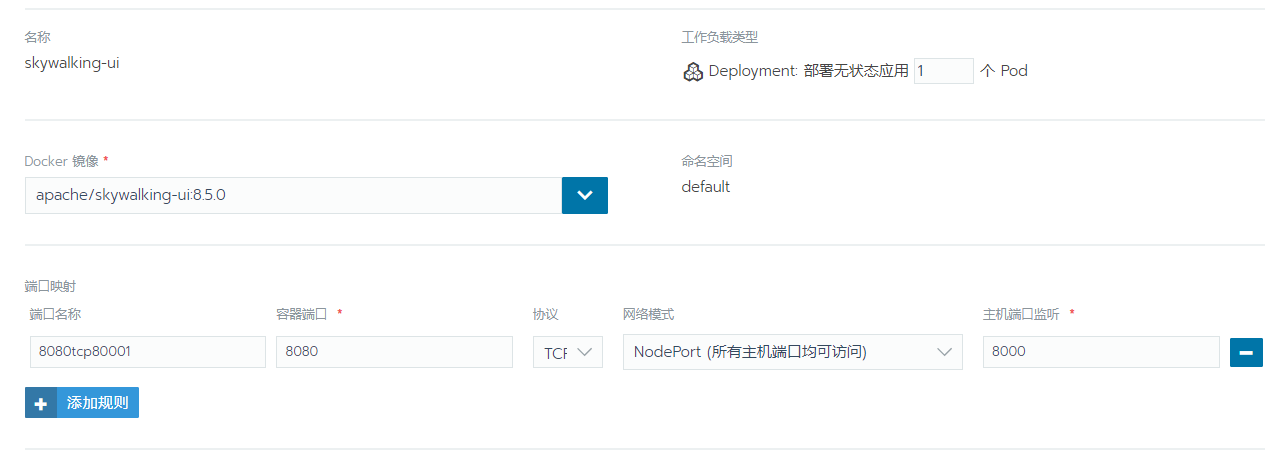 名称
工作负载类型
skywalking-ui
Deployment: 部署无状态应用 1 个 Pod
Docker 镜像 *
命名空间
apache/skywalking-ui:8.5.0
default
端口映射
端口名称 容器端口 * 协议 网络模式 主机端口监听 *
8080tcp80001 8080 TCP NodePort (所有主机端口均可访问) 8000
添加规则